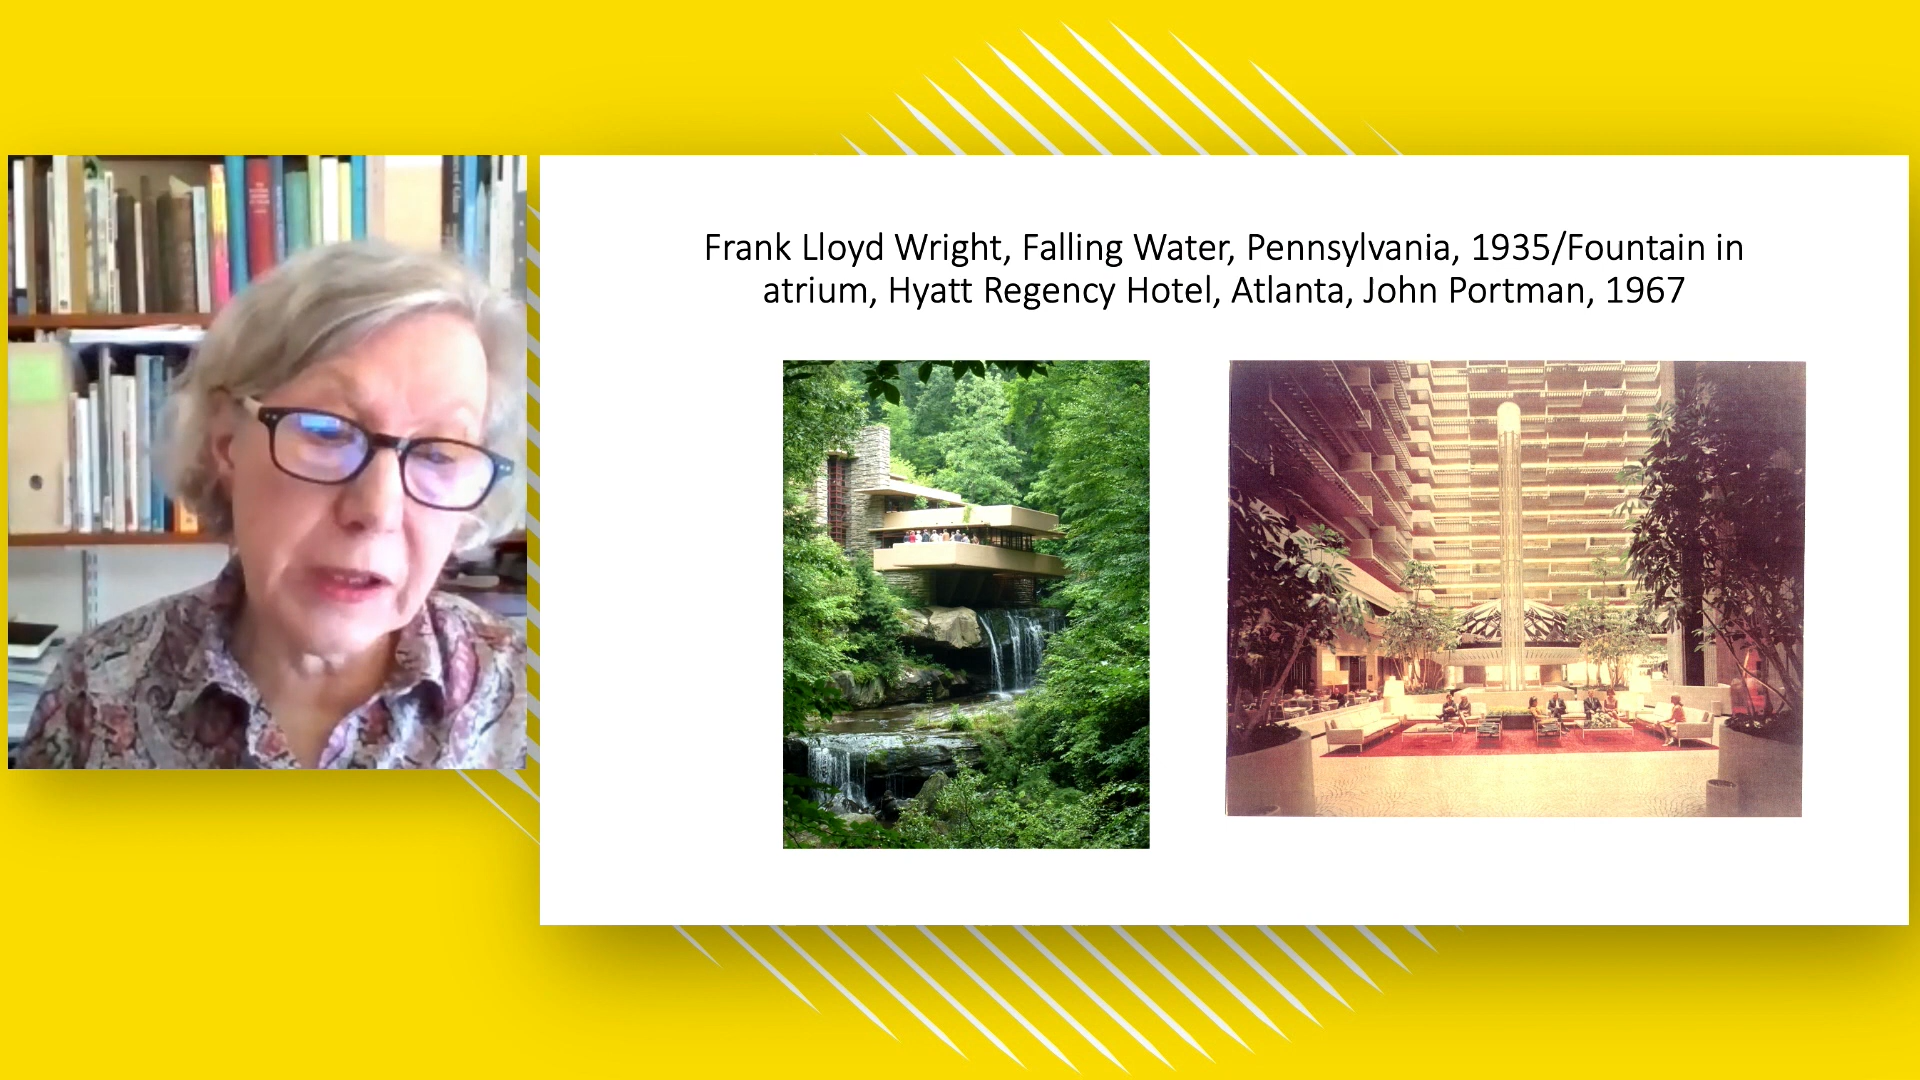 Frank Lloyd Wright, Falling Water, Pennsylvania, 1935/Fountain in
atrium, Hyatt Regency Hotel, Atlanta, John Portman, 1967